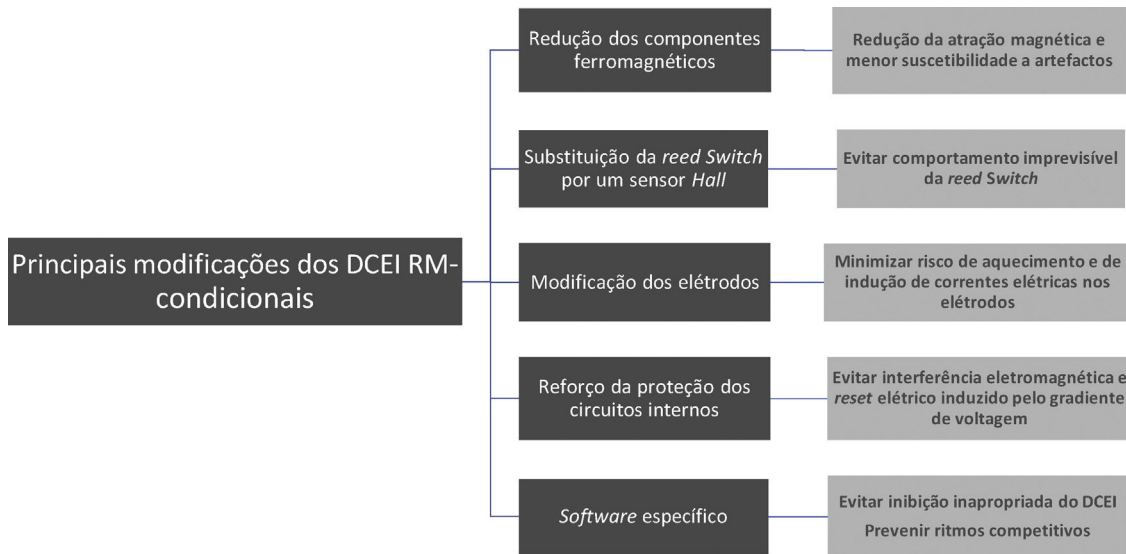 Principais modificações dos DCEI RM-
condicionais
Redução dos componentes
ferromagnéticos
Redução da atração magnética e
menor suscetibilidade a artefactos
Substituição da reed Switch
por um sensor Hall
Evitar comportamento imprevisível
da reed Switch
Modificação dos elétrodos
Minimizar risco de aquecimento e de
indução de correntes elétricas nos
elétrodos
Reforço da proteção dos
circuitos internos
Evitar interferência eletromagnética e
reset elétrico induzido pelo gradiente
de voltagem
Software específico
Evitar inibição inapropriada do DCEI
Prevenir ritmos competitivos